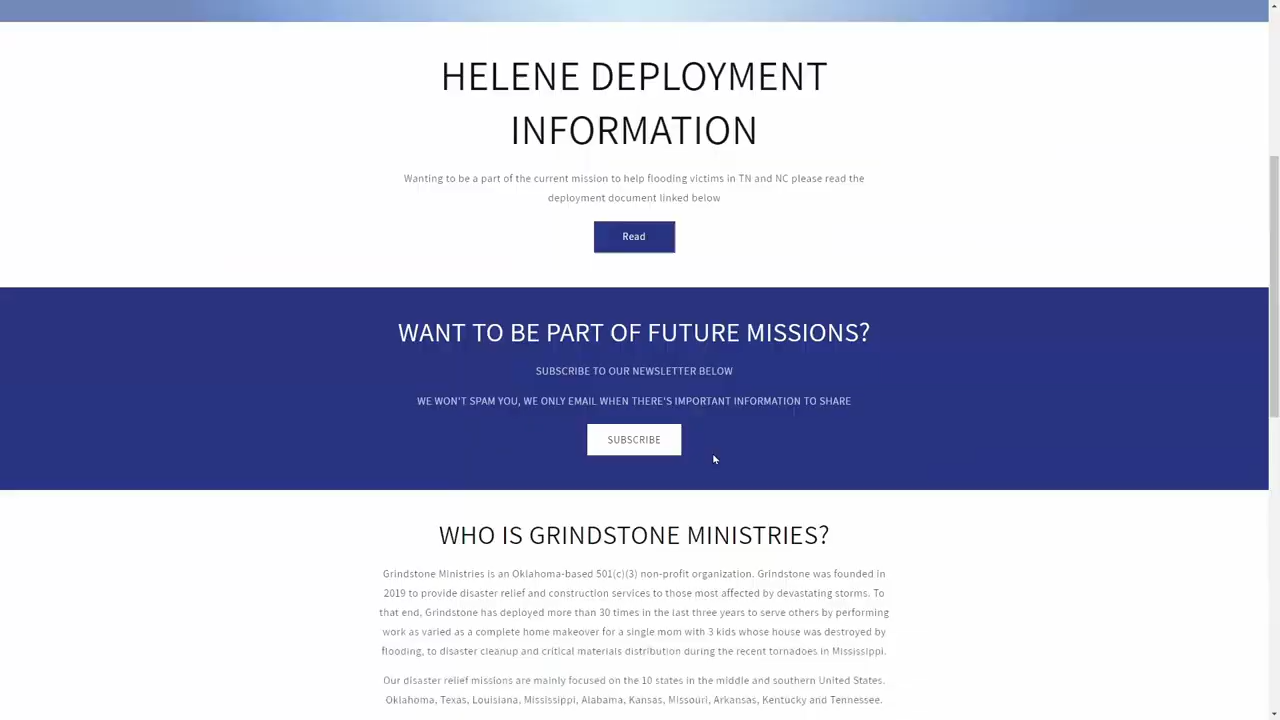 HELENE DEPLOYMENT
INFORMATION
Wanting to be a part of the current mission to help flooding victims in TN and NC please read the
deployment document linked below
Read
WANT TO BE PART OF FUTURE MISSIONS?
SUBSCRIBE TO OUR NEWSLETTER BELOW
WE WON'T SPAM YOU, WE ONLY EMAIL WHEN THERE'S IMPORTANT INFORMATION TO SHARE
SUBSCRIBE
WHO IS GRINDSTONE MINISTRIES?
Grindstone Ministries is an Oklahoma-based 501(c)(3) non-profit organization. Grindstone was founded in
2019 to provide disaster relief and construction services to those most affected by devastating storms. To
that end, Grindstone has deployed more than 30 times in the last three years to serve others by performing
work as varied as a complete home makeover for a single mom with 3 kids whose house was destroyed by
flooding, to disaster cleanup and critical materials distribution during the recent tornadoes in Mississippi.
Our disaster relief missions are mainly focused on the 10 states in the middle and southern United States.
Oklahoma, Texas, Louisiana, Mississippi, Alabama, Kansas, Missouri, Arkansas, Kentucky and Tennessee.